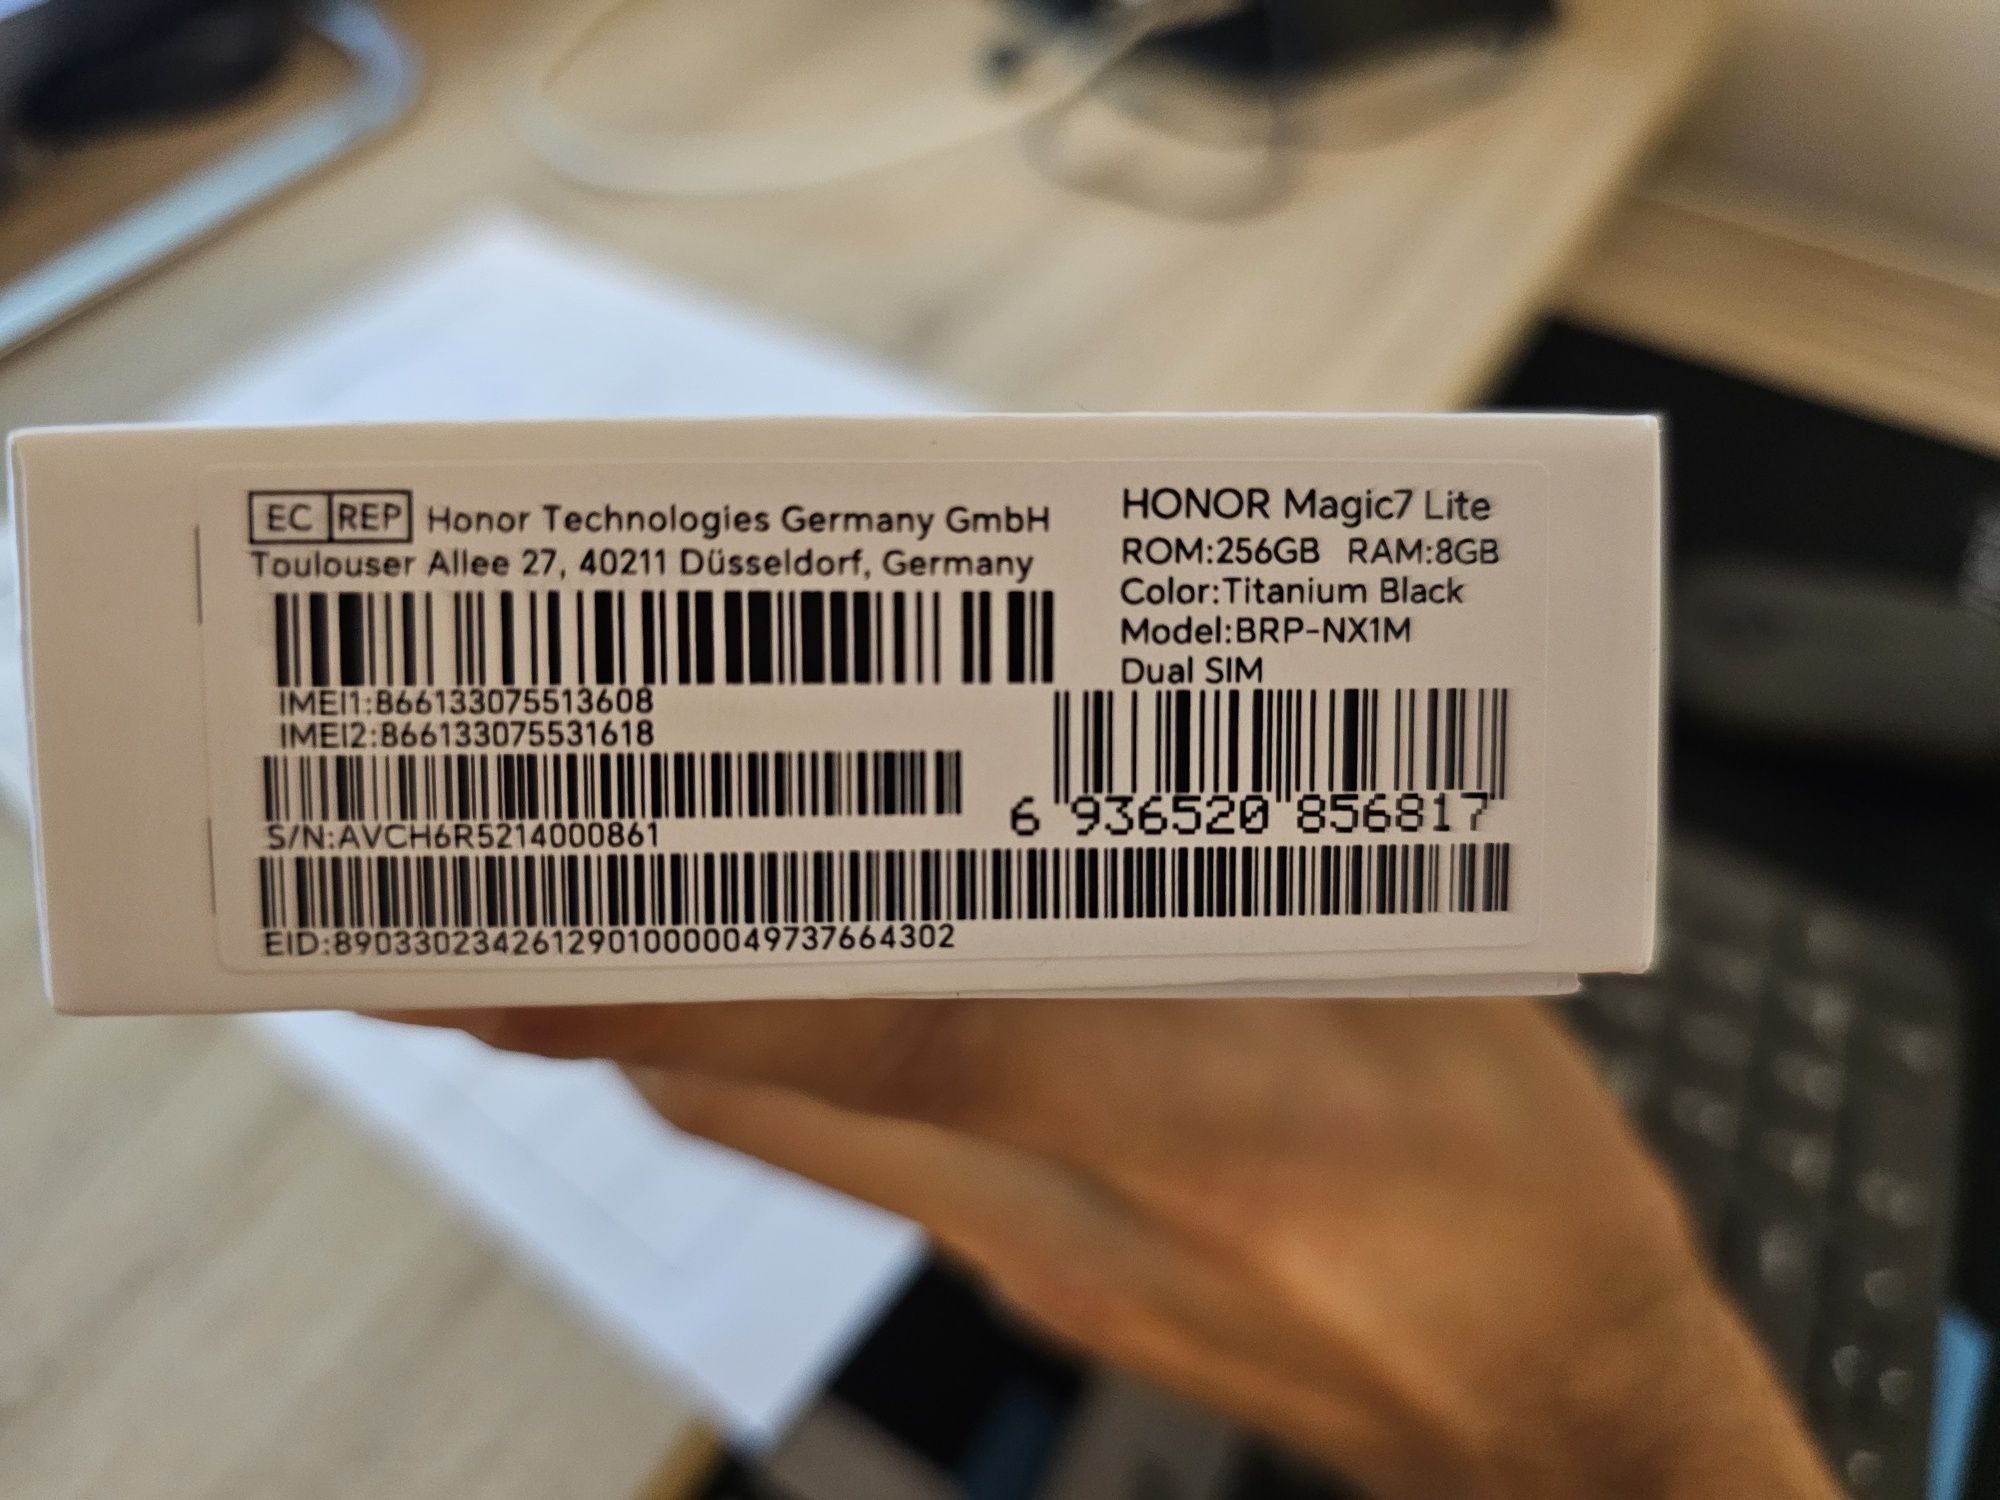 EC REP Honor Technologies Germany GmbH
Toulouser Allee 27, 40211 Düsseldorf, Germany
IMEI1:866133075513608
IMEI2:866133075531618
S/N:AVCH6R5214000861
EID:89033023426129010000049737664302
HONOR Magic7 Lite
ROM:256GB RAM:8GB
Color:Titanium Black
Model:BRP-NX1M
Dual SIM
6 936520 856817